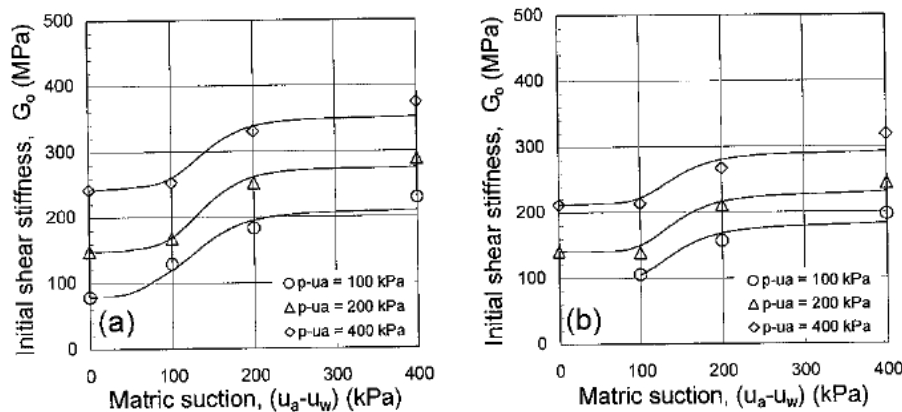 Initial shear stiffness, Gₒ (MPa)
500
400
300
200
100
0
(a)
p-ua = 100 kPa
p-ua = 200 kPa
p-ua = 400 kPa
0 100 200 300 400
Matric suction, (uₐ-u_w) (kPa)
Initial shear stiffness, Gₒ (MPa)
500
400
300
200
100
0
(b)
p-ua = 100 kPa
p-ua = 200 kPa
p-ua = 400 kPa
0 100 200 300 400
Matric suction, (uₐ-u_w) (kPa)